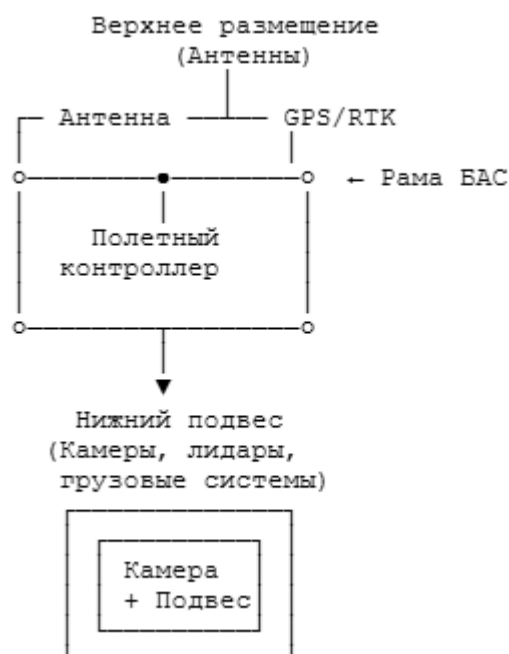 Верхнее размещение
(Антенны)
Антенна GPS/RTK
← Рама БАС
Полетный
контроллер
Нижний подвес
(Камеры, лидары,
грузовые системы)
Камера
+ Подвес